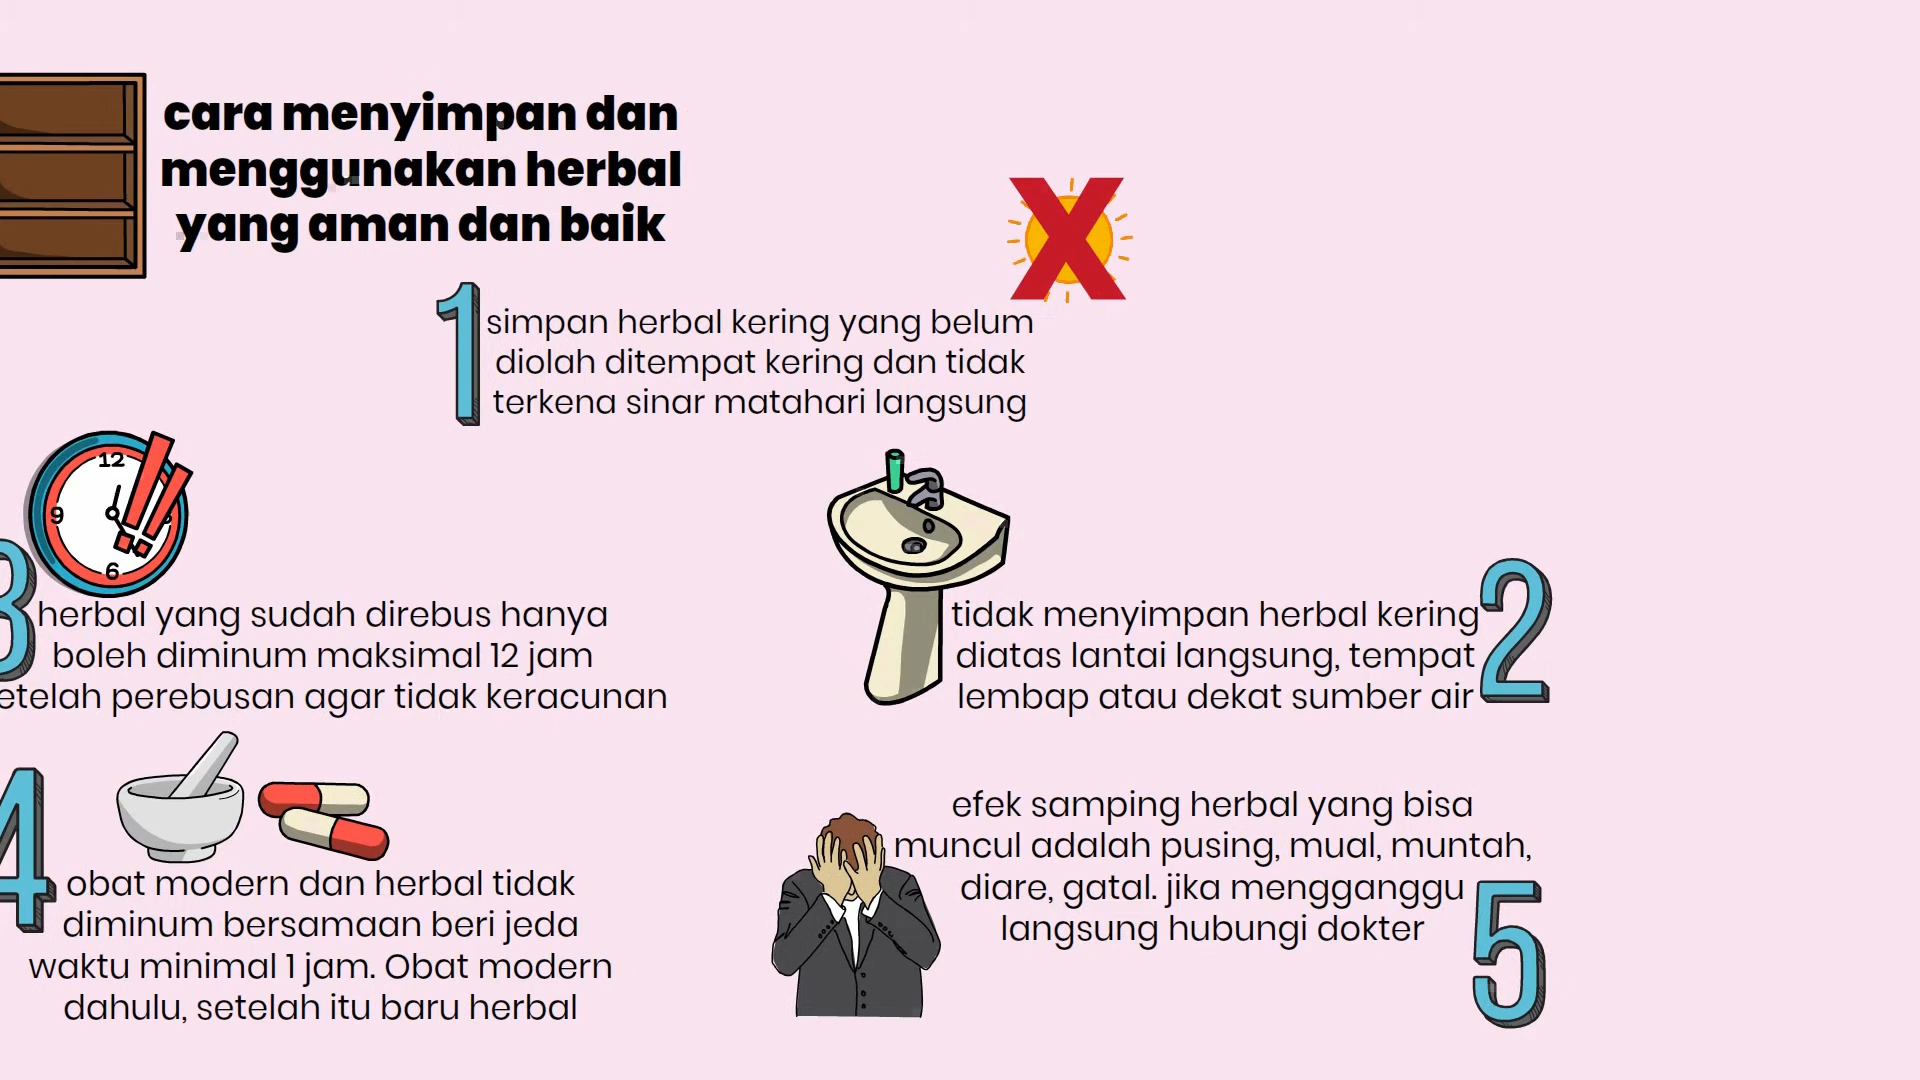 cara menyimpan dan
menggunakan herbal
yang aman dan baik
1
simpan herbal kering yang belum
diolah ditempat kering dan tidak
terkena sinar matahari langsung
X
2
tidak menyimpan herbal kering
diatas lantai langsung, tempat
lembap atau dekat sumber air
12
9
6
3
herbal yang sudah direbus hanya
boleh diminum maksimal 12 jam
etelah perebusan agar tidak keracunan
4
obat modern dan herbal tidak
diminum bersamaan beri jeda
waktu minimal 1 jam. Obat modern
dahulu, setelah itu baru herbal
efek samping herbal yang bisa
muncul adalah pusing, mual, muntah,
diare, gatal. jika mengganggu
langsung hubungi dokter
5